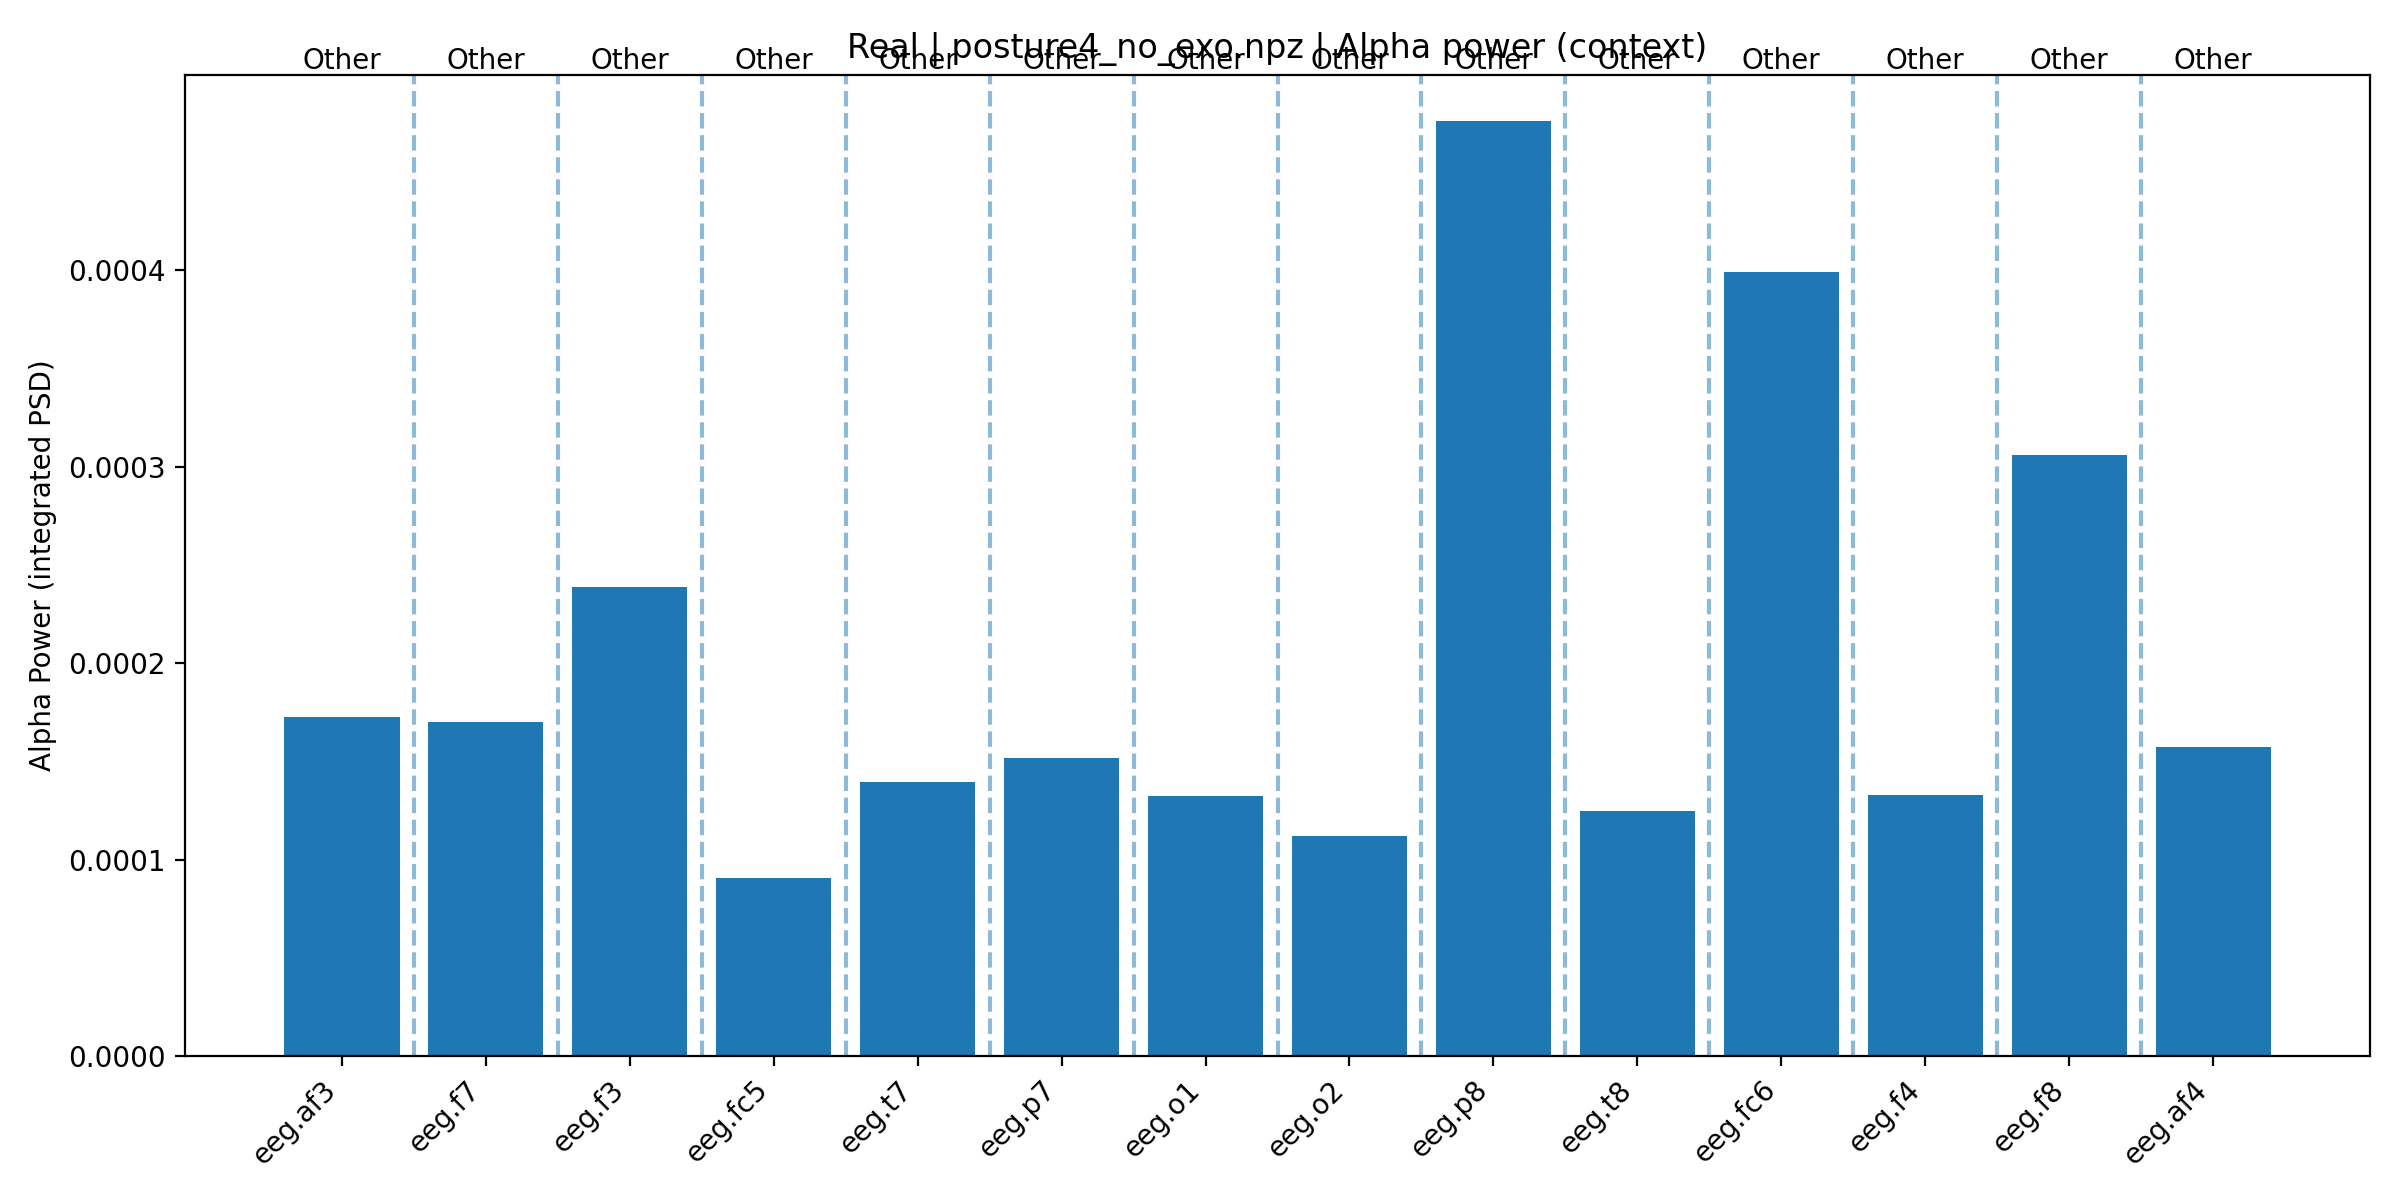 Real | posture4_no_exo.npz | Alpha power (context)
Other Other Other Other Other Other Other Other Other Other Other Other Other Other
Alpha Power (integrated PSD)
0.0004
0.0003
0.0002
0.0001
0.0000
eeg.af3 eeg.f7 eeg.f3 eeg.fc5 eeg.t7 eeg.p7 eeg.o1 eeg.o2 eeg.p8 eeg.t8 eeg.fc6 eeg.f4 eeg.f8 eeg.af4